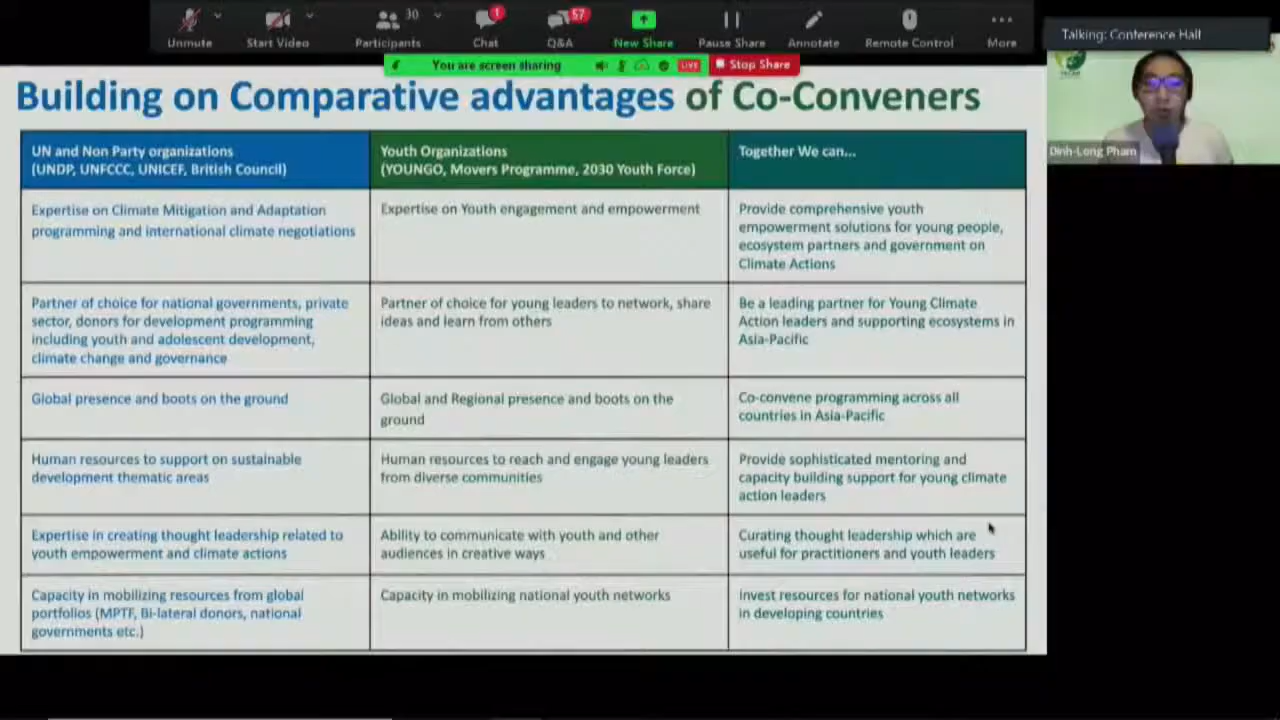 30
1
57
Unmute
Start Video
Participants
Chat
Q&A
New Share
Pause Share
Annotate
Remote Control
More
Talking: Conference Hall
You are screen sharing
LIVE
Stop Share
Building on Comparative advantages of Co-Conveners
Dinh-Long Pham
UN and Non Party organizations
(UNDP, UNFCCC, UNICEF, British Council)
Youth Organizations
(YOUNGO, Movers Programme, 2030 Youth Force)
Together We can...
Expertise on Climate Mitigation and Adaptation
programming and international climate negotiations
Expertise on Youth engagement and empowerment
Provide comprehensive youth
empowerment solutions for young people,
ecosystem partners and government on
Climate Actions
Partner of choice for national governments, private
sector, donors for development programming
including youth and adolescent development,
climate change and governance
Partner of choice for young leaders to network, share
ideas and learn from others
Be a leading partner for Young Climate
Action leaders and supporting ecosystems in
Asia-Pacific
Global presence and boots on the ground
Global and Regional presence and boots on the
ground
Co-convene programming across all
countries in Asia-Pacific
Human resources to support on sustainable
development thematic areas
Human resources to reach and engage young leaders
from diverse communities
Provide sophisticated mentoring and
capacity building support for young climate
action leaders
Expertise in creating thought leadership related to
youth empowerment and climate actions
Ability to communicate with youth and other
audiences in creative ways
Curating thought leadership which are
useful for practitioners and youth leaders
Capacity in mobilizing resources from global
portfolios (MPTF, Bi-lateral donors, national
governments etc.)
Capacity in mobilizing national youth networks
Invest resources for national youth networks
in developing countries